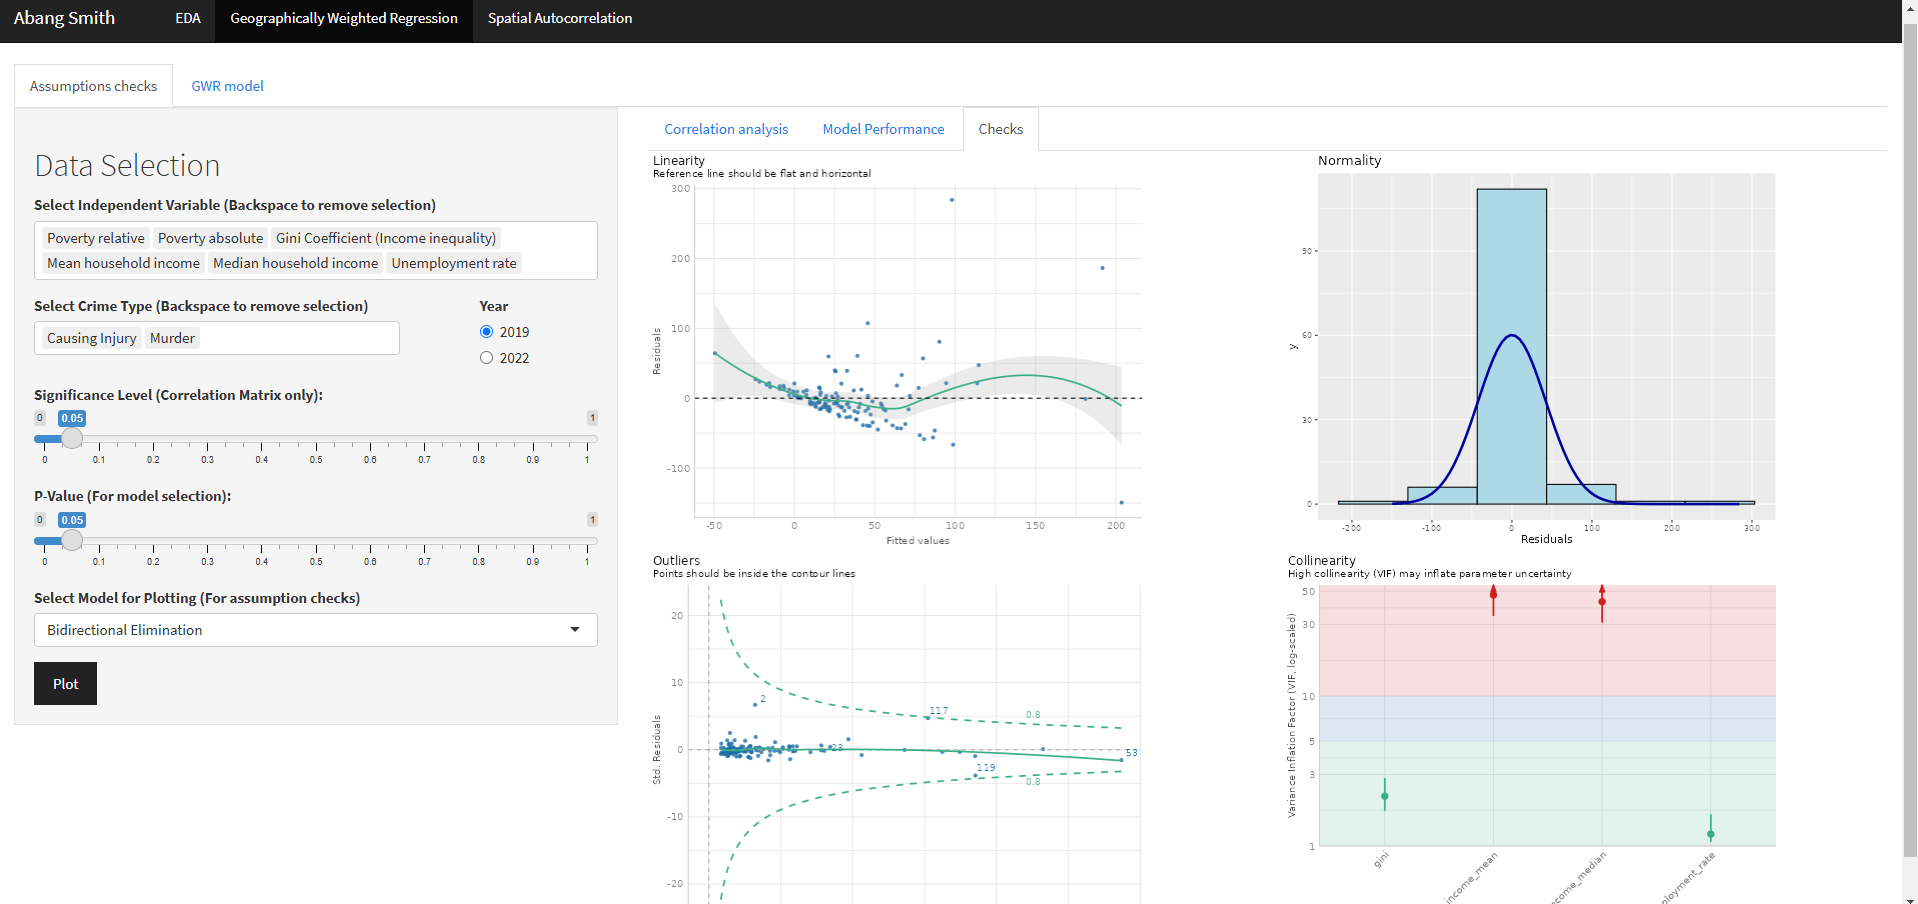 Abang Smith EDA Geographically Weighted Regression Spatial Autocorrelation
Assumptions checks GWR model
Data Selection
Select Independent Variable (Backspace to remove selection)
Poverty relative Poverty absolute Gini Coefficient (Income inequality)
Mean household income Median household income Unemployment rate
Select Crime Type (Backspace to remove selection) Year
Causing Injury Murder
2019
2022
Significance Level (Correlation Matrix only):
0 0.05 1
0 0.1 0.2 0.3 0.4 0.5 0.6 0.7 0.8 0.9 1
P-Value (For model selection):
0 0.05 1
0 0.1 0.2 0.3 0.4 0.5 0.6 0.7 0.8 0.9 1
Select Model for Plotting (For assumption checks)
Bidirectional Elimination
Plot
Correlation analysis Model Performance Checks
Linearity
Reference line should be flat and horizontal
300
200
100
0
-100
Residuals
-50 0 50 100 150 200
Fitted values
Normality
90
60
30
0
y
-200 -100 0 100 200 300
Residuals
Outliers
Points should be inside the contour lines
20
10
0
-10
-20
Std. Residuals
2
117
0.8
23
53
119
0.8
Collinearity
High collinearity (VIF) may inflate parameter uncertainty
50
30
10
5
3
1
Variance Inflation Factor (VIF, log-scaled)
gini
income_mean
come_median
ployment_rate